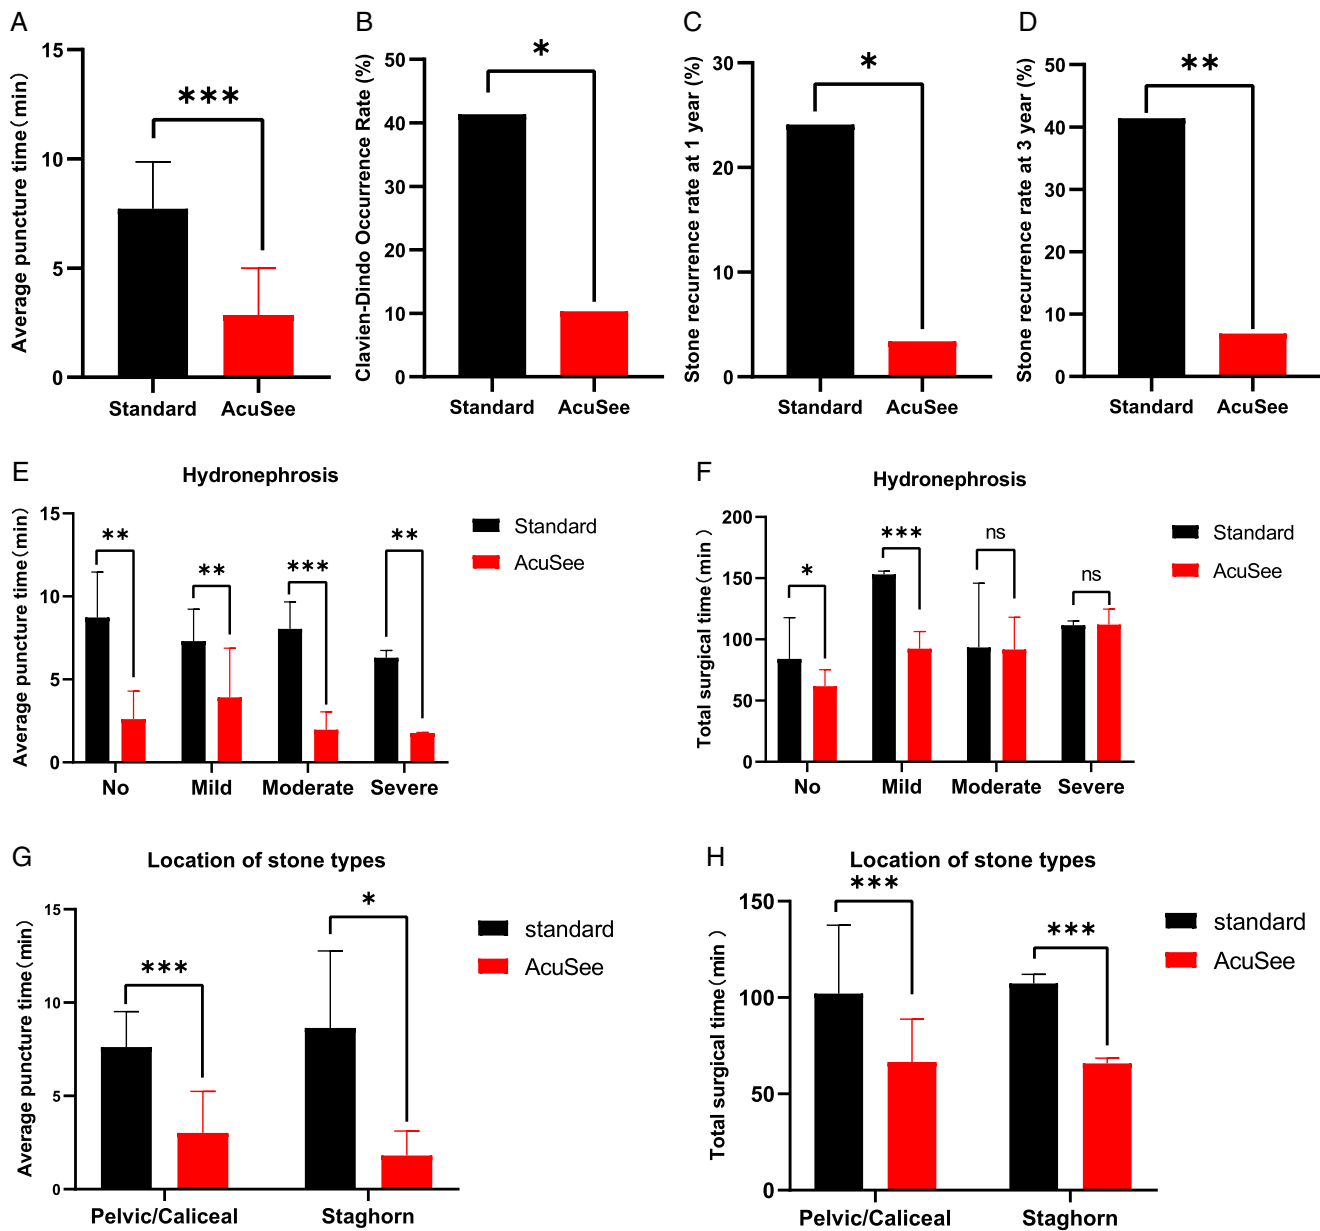 A
Average puncture time(min)
15
10
5
0
***
Standard
AcuSee
B
Clavien-Dindo Occurrence Rate (%)
50
40
30
20
10
0
*
Standard
AcuSee
C
Stone recurrence rate at 1 year (%)
30
20
10
0
*
Standard
AcuSee
D
Stone recurrence rate at 3 year (%)
50
40
30
20
10
0
**
Standard
AcuSee
E
Hydronephrosis
Average puncture time(min)
15
10
5
0
**
**
***
**
No
Mild
Moderate
Severe
Standard
AcuSee
F
Hydronephrosis
Total surgical time(min)
200
150
100
50
0
*
***
ns
ns
No
Mild
Moderate
Severe
Standard
AcuSee
G
Location of stone types
Average puncture time(min)
15
10
5
0
***
*
Pelvic/Caliceal
Staghorn
standard
AcuSee
H
Location of stone types
Total surgical time(min )
150
100
50
0
***
***
Pelvic/Caliceal
Staghorn
standard
AcuSee